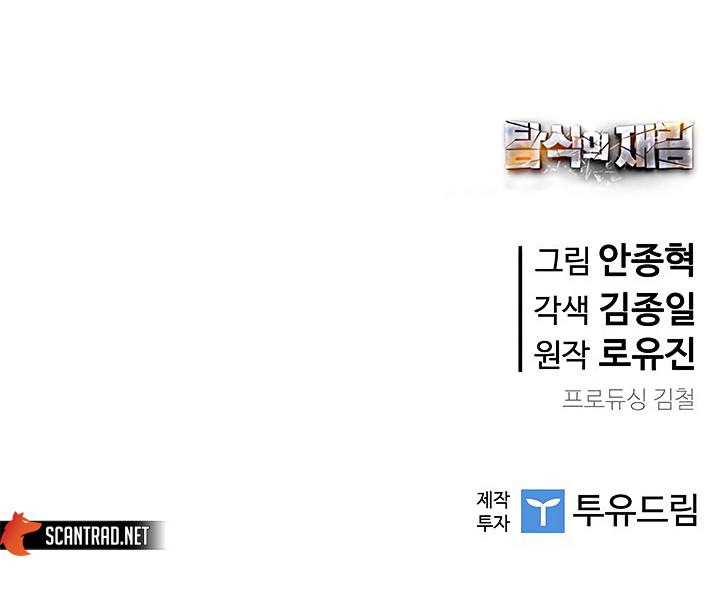 탐식의 재림
그림 안종혁
각색 김종일
원작 로유진
프로듀싱 김철
제작
투자
투유드림
SCANTRAD.NET